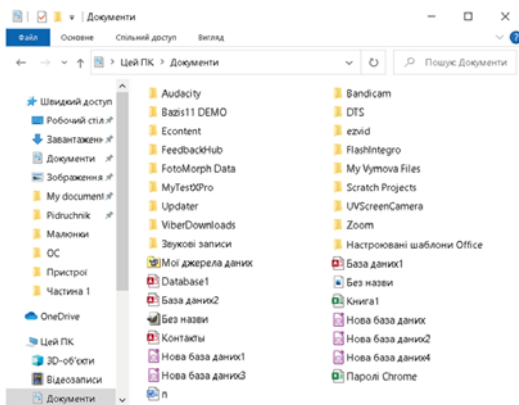 Документи
Файл Основне Спільний доступ Вигляд
Цей ПК > Документи
Пошук: Документи
Швидкий доступ
Робочий стіл
Завантажен
Документи
Зображення
My document
Pidruchnik
Малюнки
ОС
Пристрої
Частина 1
OneDrive
Цей ПК
3D-об'єкти
Відеозаписи
Документи
Audacity
Bandicam
Bazis11 DEMO
DTS
Econtent
ezvid
FeedbackHub
FlashIntegro
FotoMorph Data
My Vymova Files
MyTestXPro
Scratch Projects
Updater
UVScreenCamera
ViberDownloads
Zoom
Звукові записи
Настроювані шаблони Office
Мої джерела даних
База даних1
Database1
Без назви
База даних2
Книга1
Без назви
Нова база даних
Контакты
Нова база даних2
Нова база даних1
Нова база даних4
Нова база даних3
Паролі Chrome
п